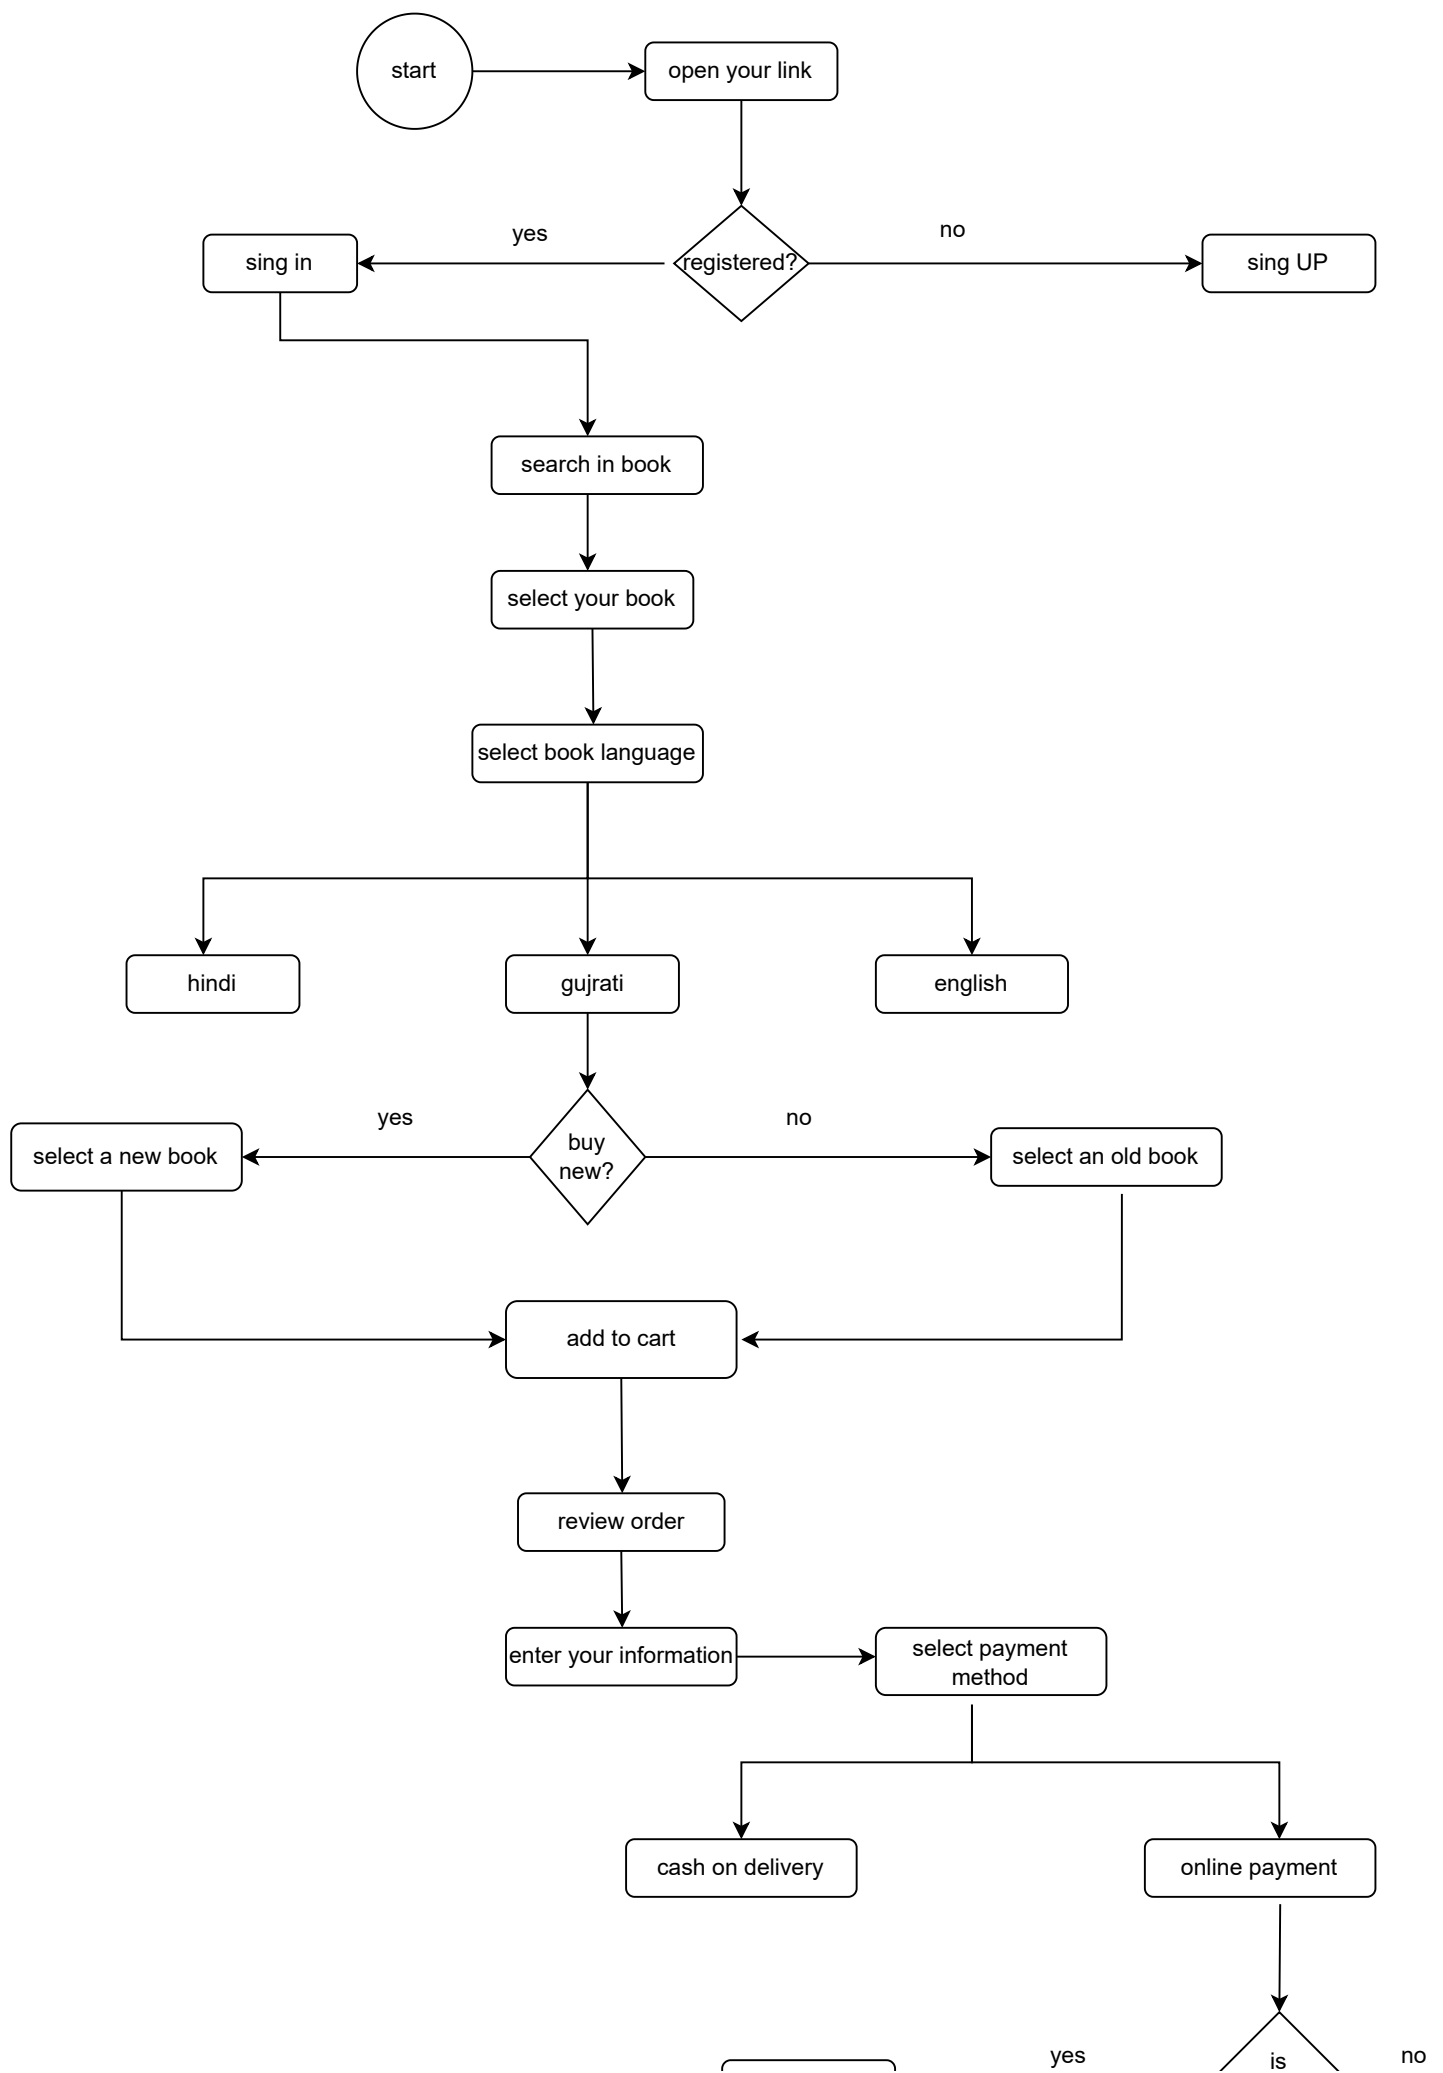 start
open your link
yes
no
sing in
registered?
sing UP
search in book
select your book
select book language
hindi
gujrati
english
yes
no
select a new book
buy
new?
select an old book
add to cart
review order
enter your information
select payment
method
cash on delivery
online payment
yes
is
no